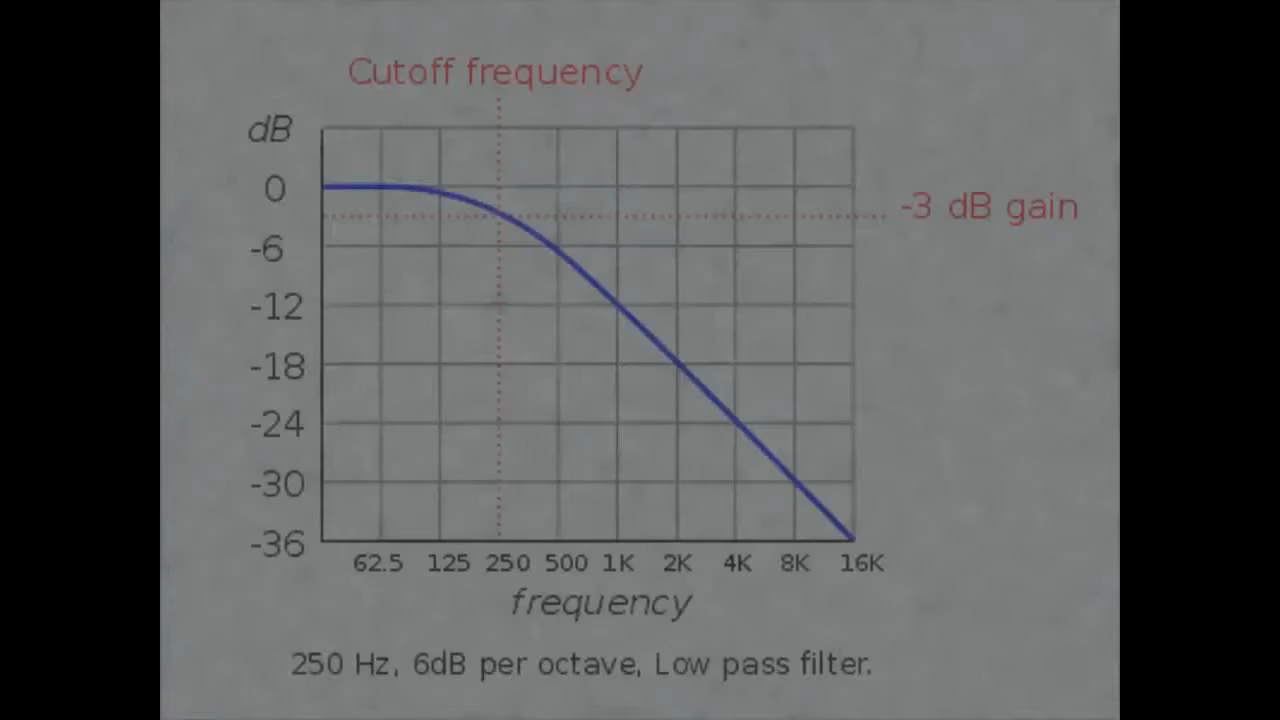 Cutoff frequency
dB
0
-3 dB gain
-6
-12
-18
-24
-30
-36
62.5 125 250 500 1K 2K 4K 8K 16K
frequency
250 Hz, 6dB per octave, Low pass filter.